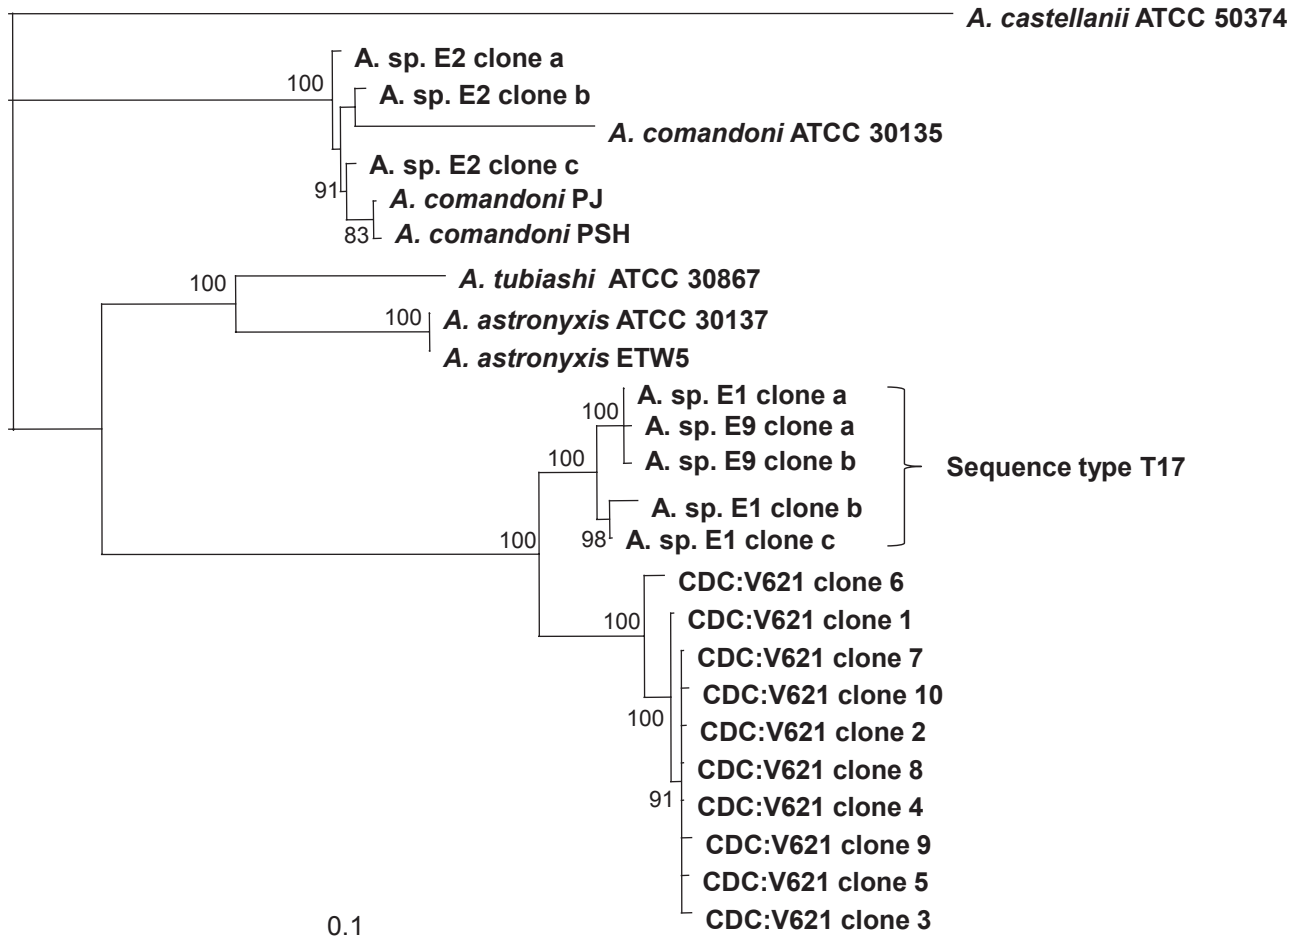 A. castellanii ATCC 50374
A. sp. E2 clone a
100
A. sp. E2 clone b
A. comandoni ATCC 30135
A. sp. E2 clone c
91
A. comandoni PJ
83
A. comandoni PSH
100
A. tubiashi ATCC 30867
100
A. astronyxis ATCC 30137
A. astronyxis ETW5
A. sp. E1 clone a
100
A. sp. E9 clone a
100
A. sp. E9 clone b
Sequence type T17
A. sp. E1 clone b
100
98
A. sp. E1 clone c
CDC:V621 clone 6
100
CDC:V621 clone 1
CDC:V621 clone 7
CDC:V621 clone 10
100
CDC:V621 clone 2
CDC:V621 clone 8
91
CDC:V621 clone 4
CDC:V621 clone 9
CDC:V621 clone 5
CDC:V621 clone 3
0.1